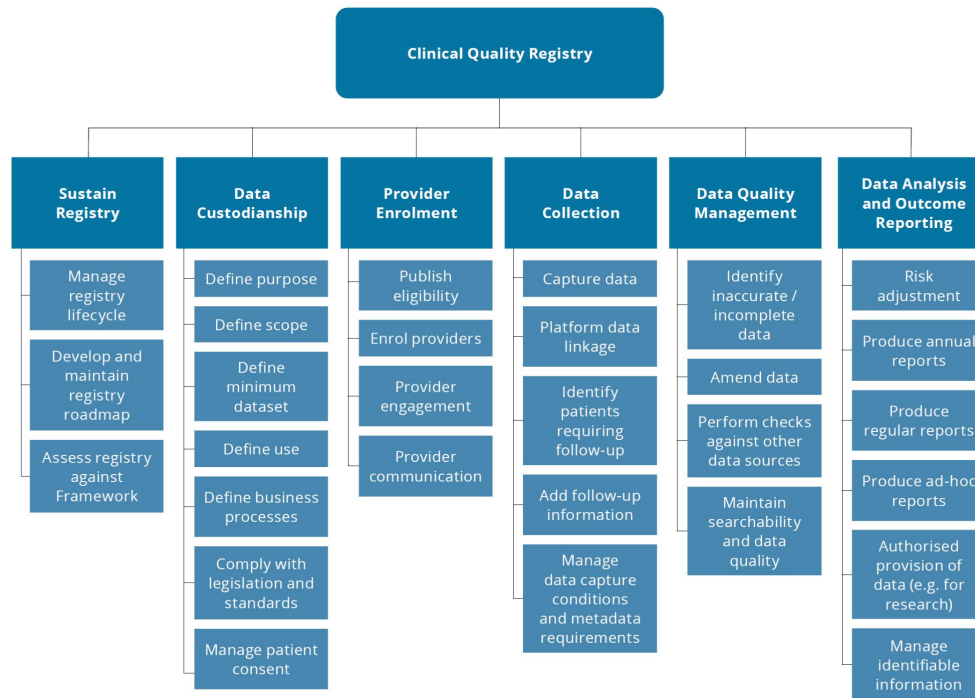 Clinical Quality Registry
Sustain
Registry
Manage
registry
lifecycle
Develop and
maintain
registry
roadmap
Assess registry
against
Framework
Data
Custodianship
Define purpose
Define scope
Define
minimum
dataset
Define use
Define business
processes
Comply with
legislation and
standards
Manage patient
consent
Provider
Enrolment
Publish
eligibility
Enrol providers
Provider
engagement
Provider
communication
Data
Collection
Capture data
Platform data
linkage
Identify
patients
requiring
follow-up
Add follow-up
information
Manage
data capture
conditions
and metadata
requirements
Data Quality
Management
Identify
inaccurate /
incomplete
data
Amend data
Perform checks
against other
data sources
Maintain
searchability
and data
quality
Data Analysis
and Outcome
Reporting
Risk
adjustment
Produce annual
reports
Produce
regular reports
Produce ad-hoc
reports
Authorised
provision of
data (e.g. for
research)
Manage
identifiable
information